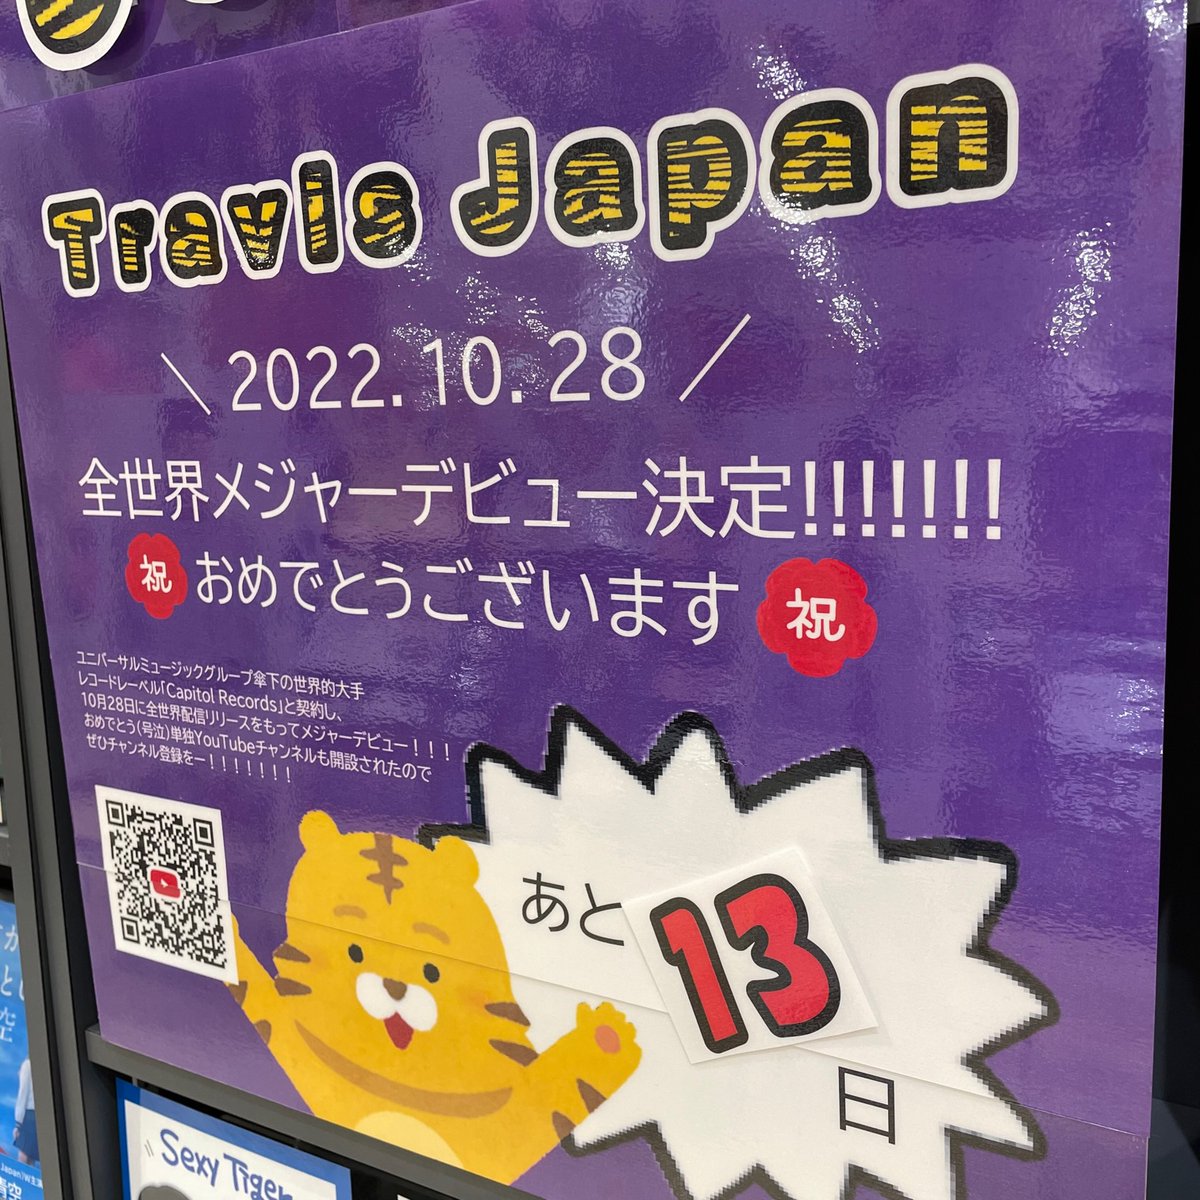 Travis Japan
＼ 2022.10.28 ／
全世界メジャーデビュー決定!!!!!!!
祝 おめでとうございます 祝
ユニバーサルミュージックグループ傘下の世界的大手
レコードレーベル「Capitol Records」と契約し、
10月28日に全世界配信リリースをもってメジャーデビュー！！！
おめでとう(号泣)単独YouTubeチャンネルも開設されたので
ぜひチャンネル登録をー！！！！！！！
あと
13
日
Sexy Tiger
Japan)W主演
青空